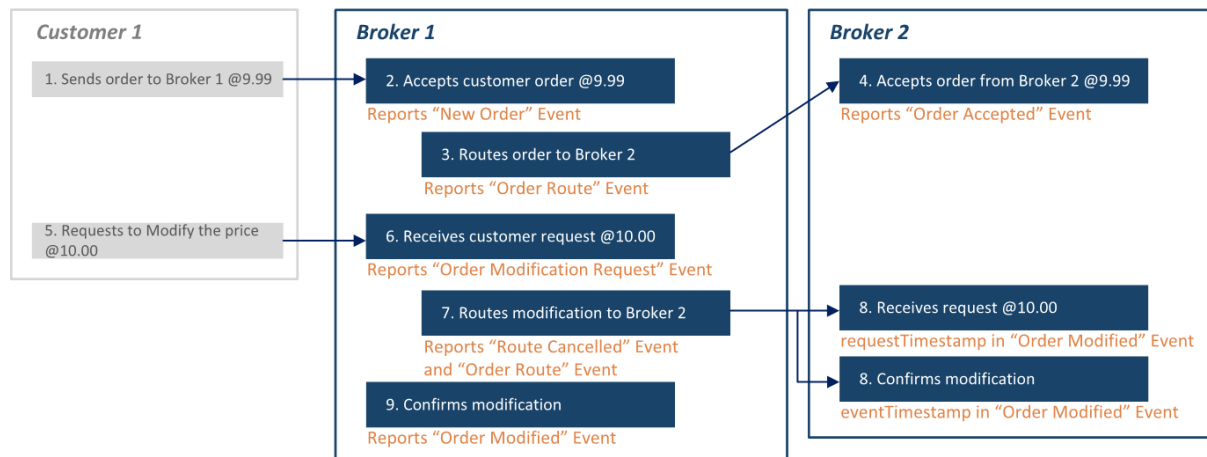 Customer 1
1. Sends order to Broker 1 @9.99
5. Requests to Modify the price
@10.00
Broker 1
2. Accepts customer order @9.99
Reports “New Order” Event
3. Routes order to Broker 2
Reports “Order Route” Event
6. Receives customer request @10.00
Reports “Order Modification Request” Event
7. Routes modification to Broker 2
Reports “Route Cancelled” Event
and “Order Route” Event
9. Confirms modification
Reports “Order Modified” Event
Broker 2
4. Accepts order from Broker 2 @9.99
Reports “Order Accepted” Event
8. Receives request @10.00
requestTimestamp in “Order Modified” Event
8. Confirms modification
eventTimestamp in “Order Modified” Event